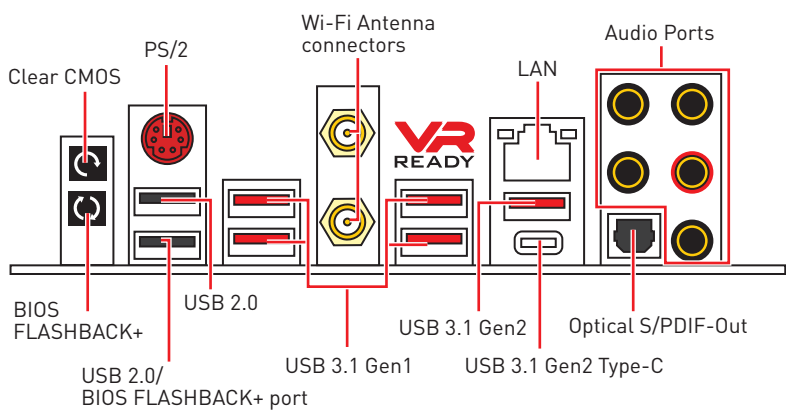 Wi-Fi Antenna
connectors
Audio Ports
PS/2
Clear CMOS
LAN
VR
READY
BIOS
FLASHBACK+
USB 2.0
USB 3.1 Gen2
Optical S/PDIF-Out
USB 3.1 Gen1
USB 3.1 Gen2 Type-C
USB 2.0/
BIOS FLASHBACK+ port